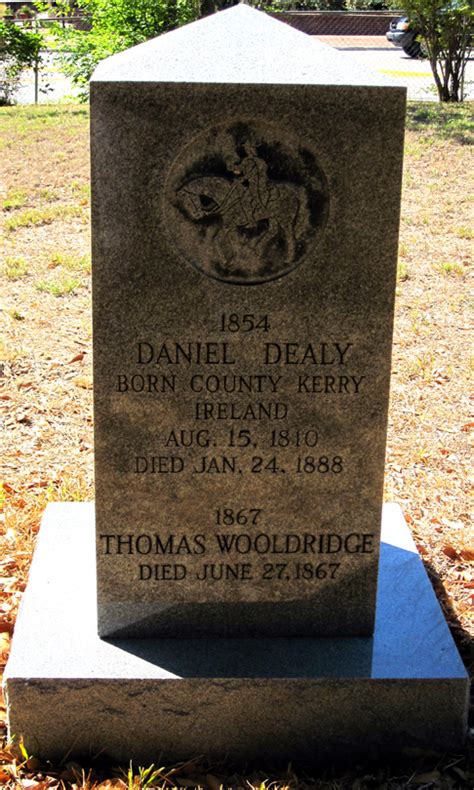 1854
DANIEL DEALY
BORN COUNTY KERRY
IRELAND
AUG. 15, 1810
DIED JAN. 24, 1888
1867
THOMAS WOOLDRIDGE
DIED JUNE 27, 1867